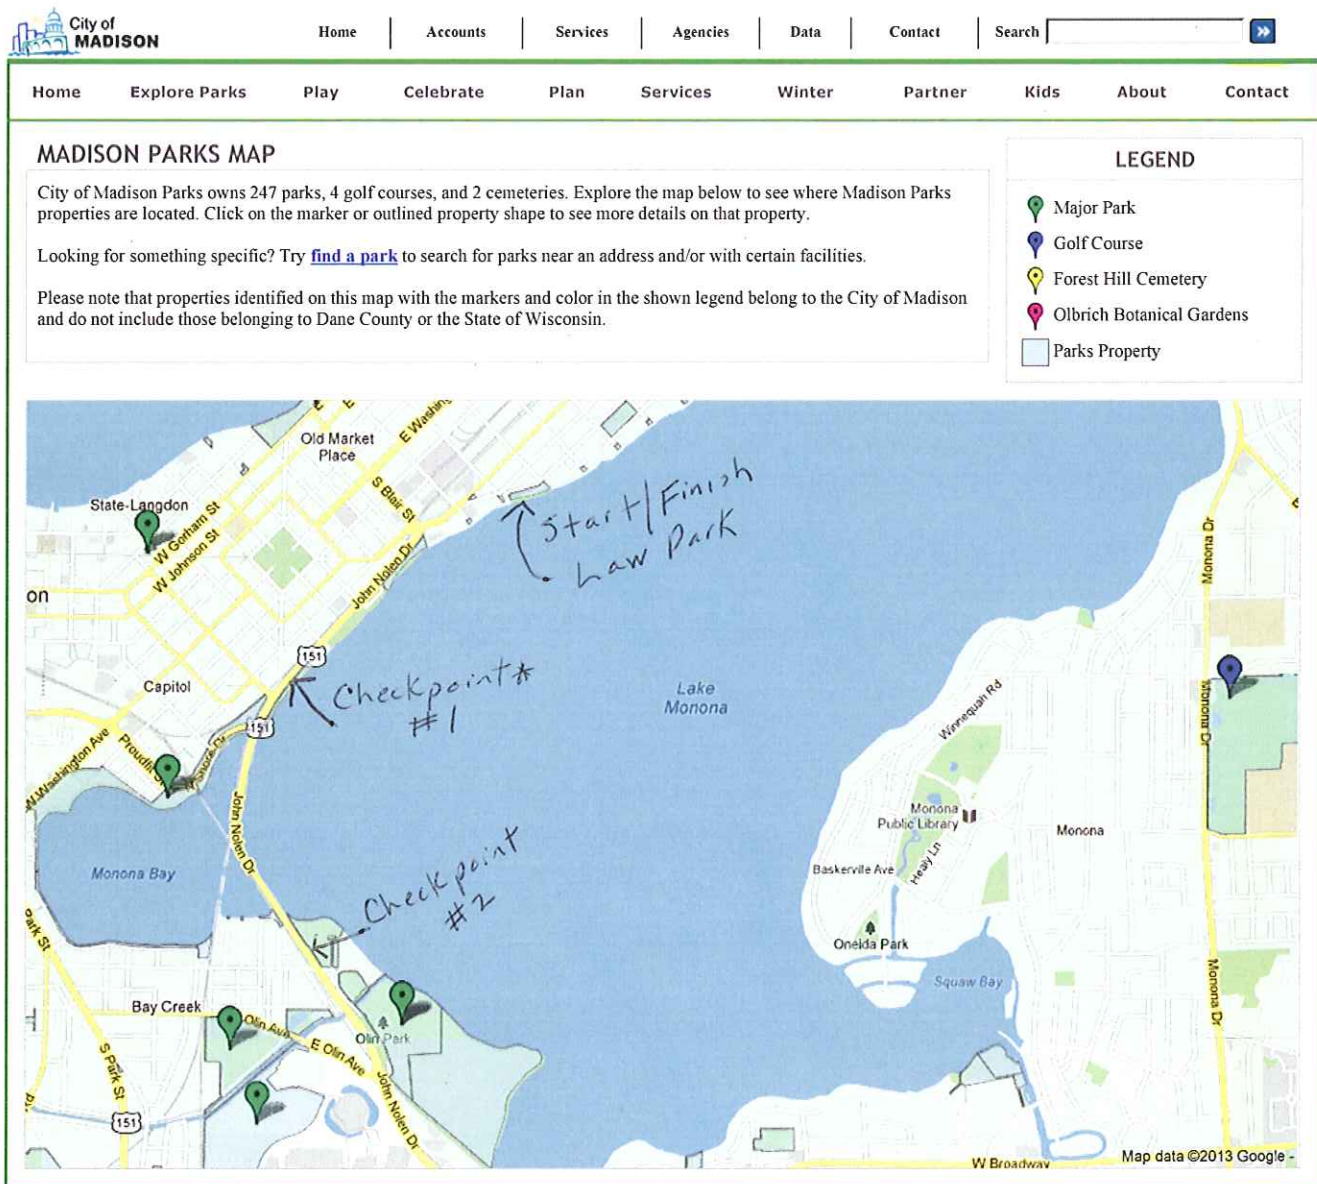 City of
MADISON
Home
Accounts
Services
Agencies
Data
Contact
Search
Home
Explore Parks
Play
Celebrate
Plan
Services
Winter
Partner
Kids
About
Contact
MADISON PARKS MAP
City of Madison Parks owns 247 parks, 4 golf courses, and 2 cemeteries. Explore the map below to see where Madison Parks
properties are located. Click on the marker or outlined property shape to see more details on that property.
Looking for something specific? Try find a park to search for parks near an address and/or with certain facilities.
Please note that properties identified on this map with the markers and color in the shown legend belong to the City of Madison
and do not include those belonging to Dane County or the State of Wisconsin.
LEGEND
Major Park
Golf Course
Forest Hill Cemetery
Olbrich Botanical Gardens
Parks Property
Old Market
Place
E Washing
S Blair St
State-Langdon
W Gorham St
W Johnson St
on
John Nolen Dr
Start/Finish
Law Park
Monona Dr
151
Capitol
Checkpoint*
#1
Lake
Monona
Winnequah Rd
Monona Dr
151
W Washington Ave
Proudfit St
Shore Dr
John Nolen Dr
Monona
Public Library
Monona
Monona Bay
Checkpoint
#2
Baskerville Ave
Healy Ln
Park St
Oneida Park
Squaw Bay
Monona Dr
Bay Creek
Olin Ave
E Olin Ave
Olin Park
S Park St
John Nolen Dr
151
Rd
W Broadway
Map data ©2013 Google -